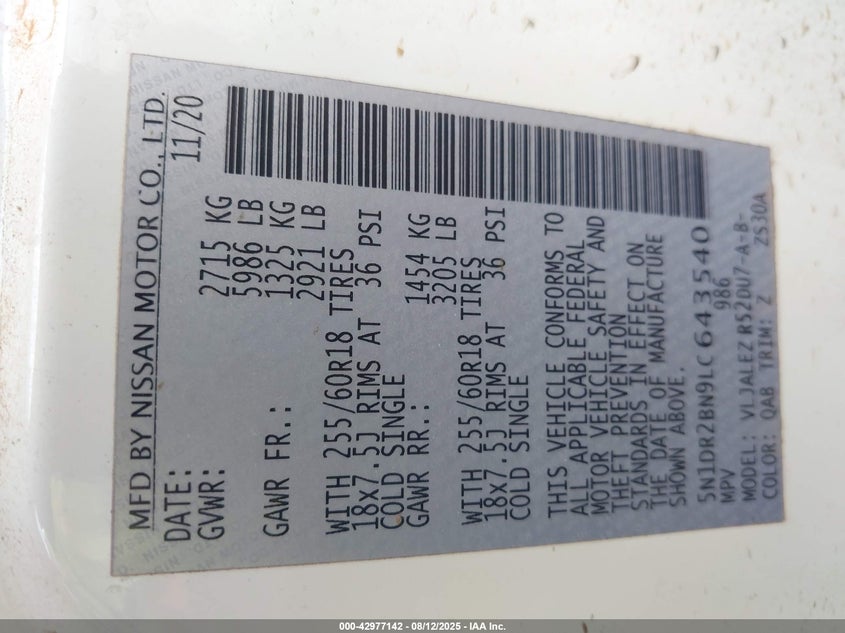 MFD BY NISSAN MOTOR CO., LTD.
DATE: 11/20
GVWR: 2715 KG
5986 LB
GAWR FR.: 1325 KG
2921 LB
WITH 255/60R18 TIRES
18x7.5J RIMS AT 36 PSI
COLD SINGLE
GAWR RR.: 1454 KG
3205 LB
WITH 255/60R18 TIRES
18x7.5J RIMS AT 36 PSI
COLD SINGLE
THIS VEHICLE CONFORMS TO
ALL APPLICABLE FEDERAL
MOTOR VEHICLE SAFETY AND
THEFT PREVENTION
STANDARDS IN EFFECT ON
THE DATE OF MANUFACTURE
SHOWN ABOVE.
5N1DR2BN9LC643540
MPV 986
MODEL: VLJALEZ R52DU7-A-B-
COLOR: QAB TRIM: Z ZS30A
000-42977142 - 08/12/2025 - IAA Inc.